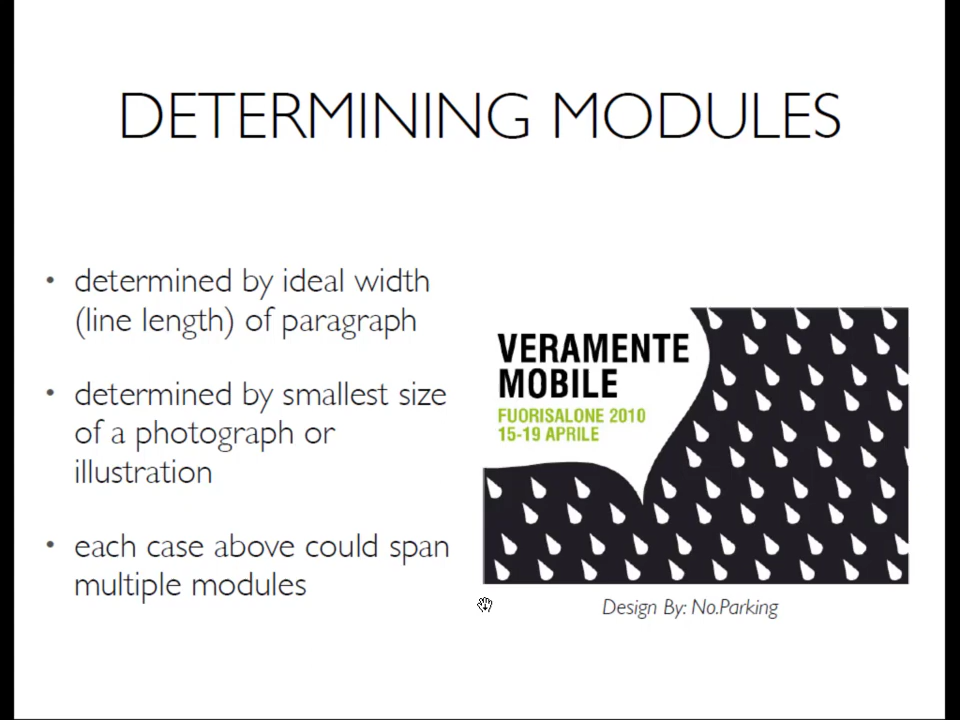 DETERMINING MODULES
• determined by ideal width
(line length) of paragraph
• determined by smallest size
of a photograph or
illustration
• each case above could span
multiple modules
VERAMENTE
MOBILE
FUORISALONE 2010
15-19 APRILE
Design By: No.Parking